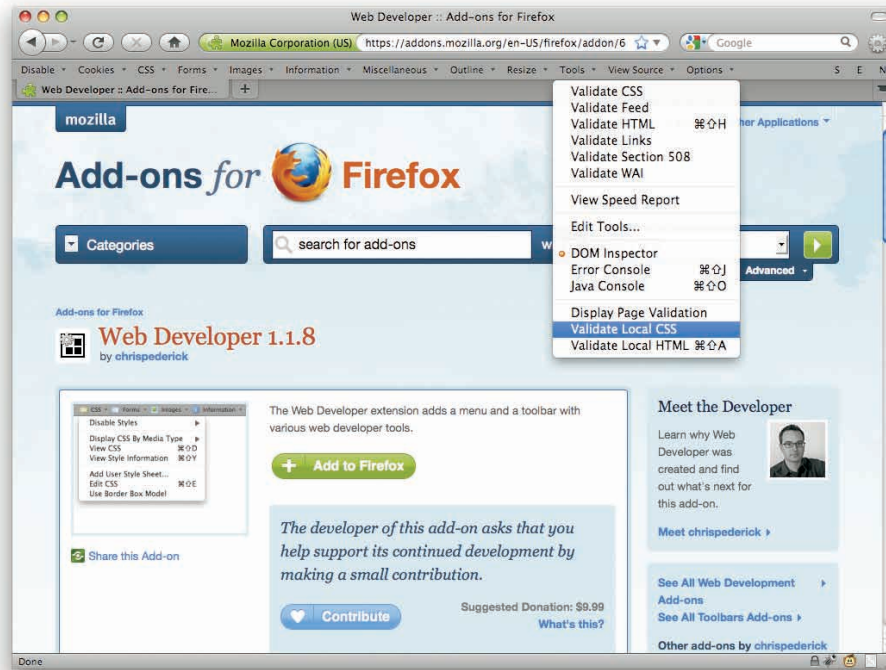 Web Developer :: Add-ons for Firefox
Mozilla Corporation (US) https://addons.mozilla.org/en-US/firefox/addon/6 Google
Disable Cookies CSS Forms Images Information Miscellaneous Outline Resize Tools View Source Options S E N
Web Developer :: Add-ons for Fire... +
Validate CSS
Validate Feed
Validate HTML ⌘⇧H
Validate Links
Validate Section 508
Validate WAI
View Speed Report
Edit Tools...
DOM Inspector
Error Console ⌘⇧J
Java Console ⌘⇧O
Display Page Validation
Validate Local CSS
Validate Local HTML ⌘⇧A
mozilla
her Applications
Add-ons for Firefox
Categories
search for add-ons
w
Advanced
Add-ons for Firefox
Web Developer 1.1.8
by chrispederick
CSS Forms Images Information
Disable Styles
Display CSS By Media Type
View CSS ⌘⇧D
View Style Information ⌘⇧Y
Add User Style Sheet...
Edit CSS ⌘⇧E
Use Border Box Model
Share this Add-on
The Web Developer extension adds a menu and a toolbar with
various web developer tools.
+ Add to Firefox
The developer of this add-on asks that you
help support its continued development by
making a small contribution.
Contribute
Suggested Donation: $9.99
What's this?
Meet the Developer
Learn why Web
Developer was
created and find
out what's next for
this add-on.
Meet chrispederick
See All Web Development
Add-ons
See All Toolbars Add-ons
Other add-ons by chrispederick
Done